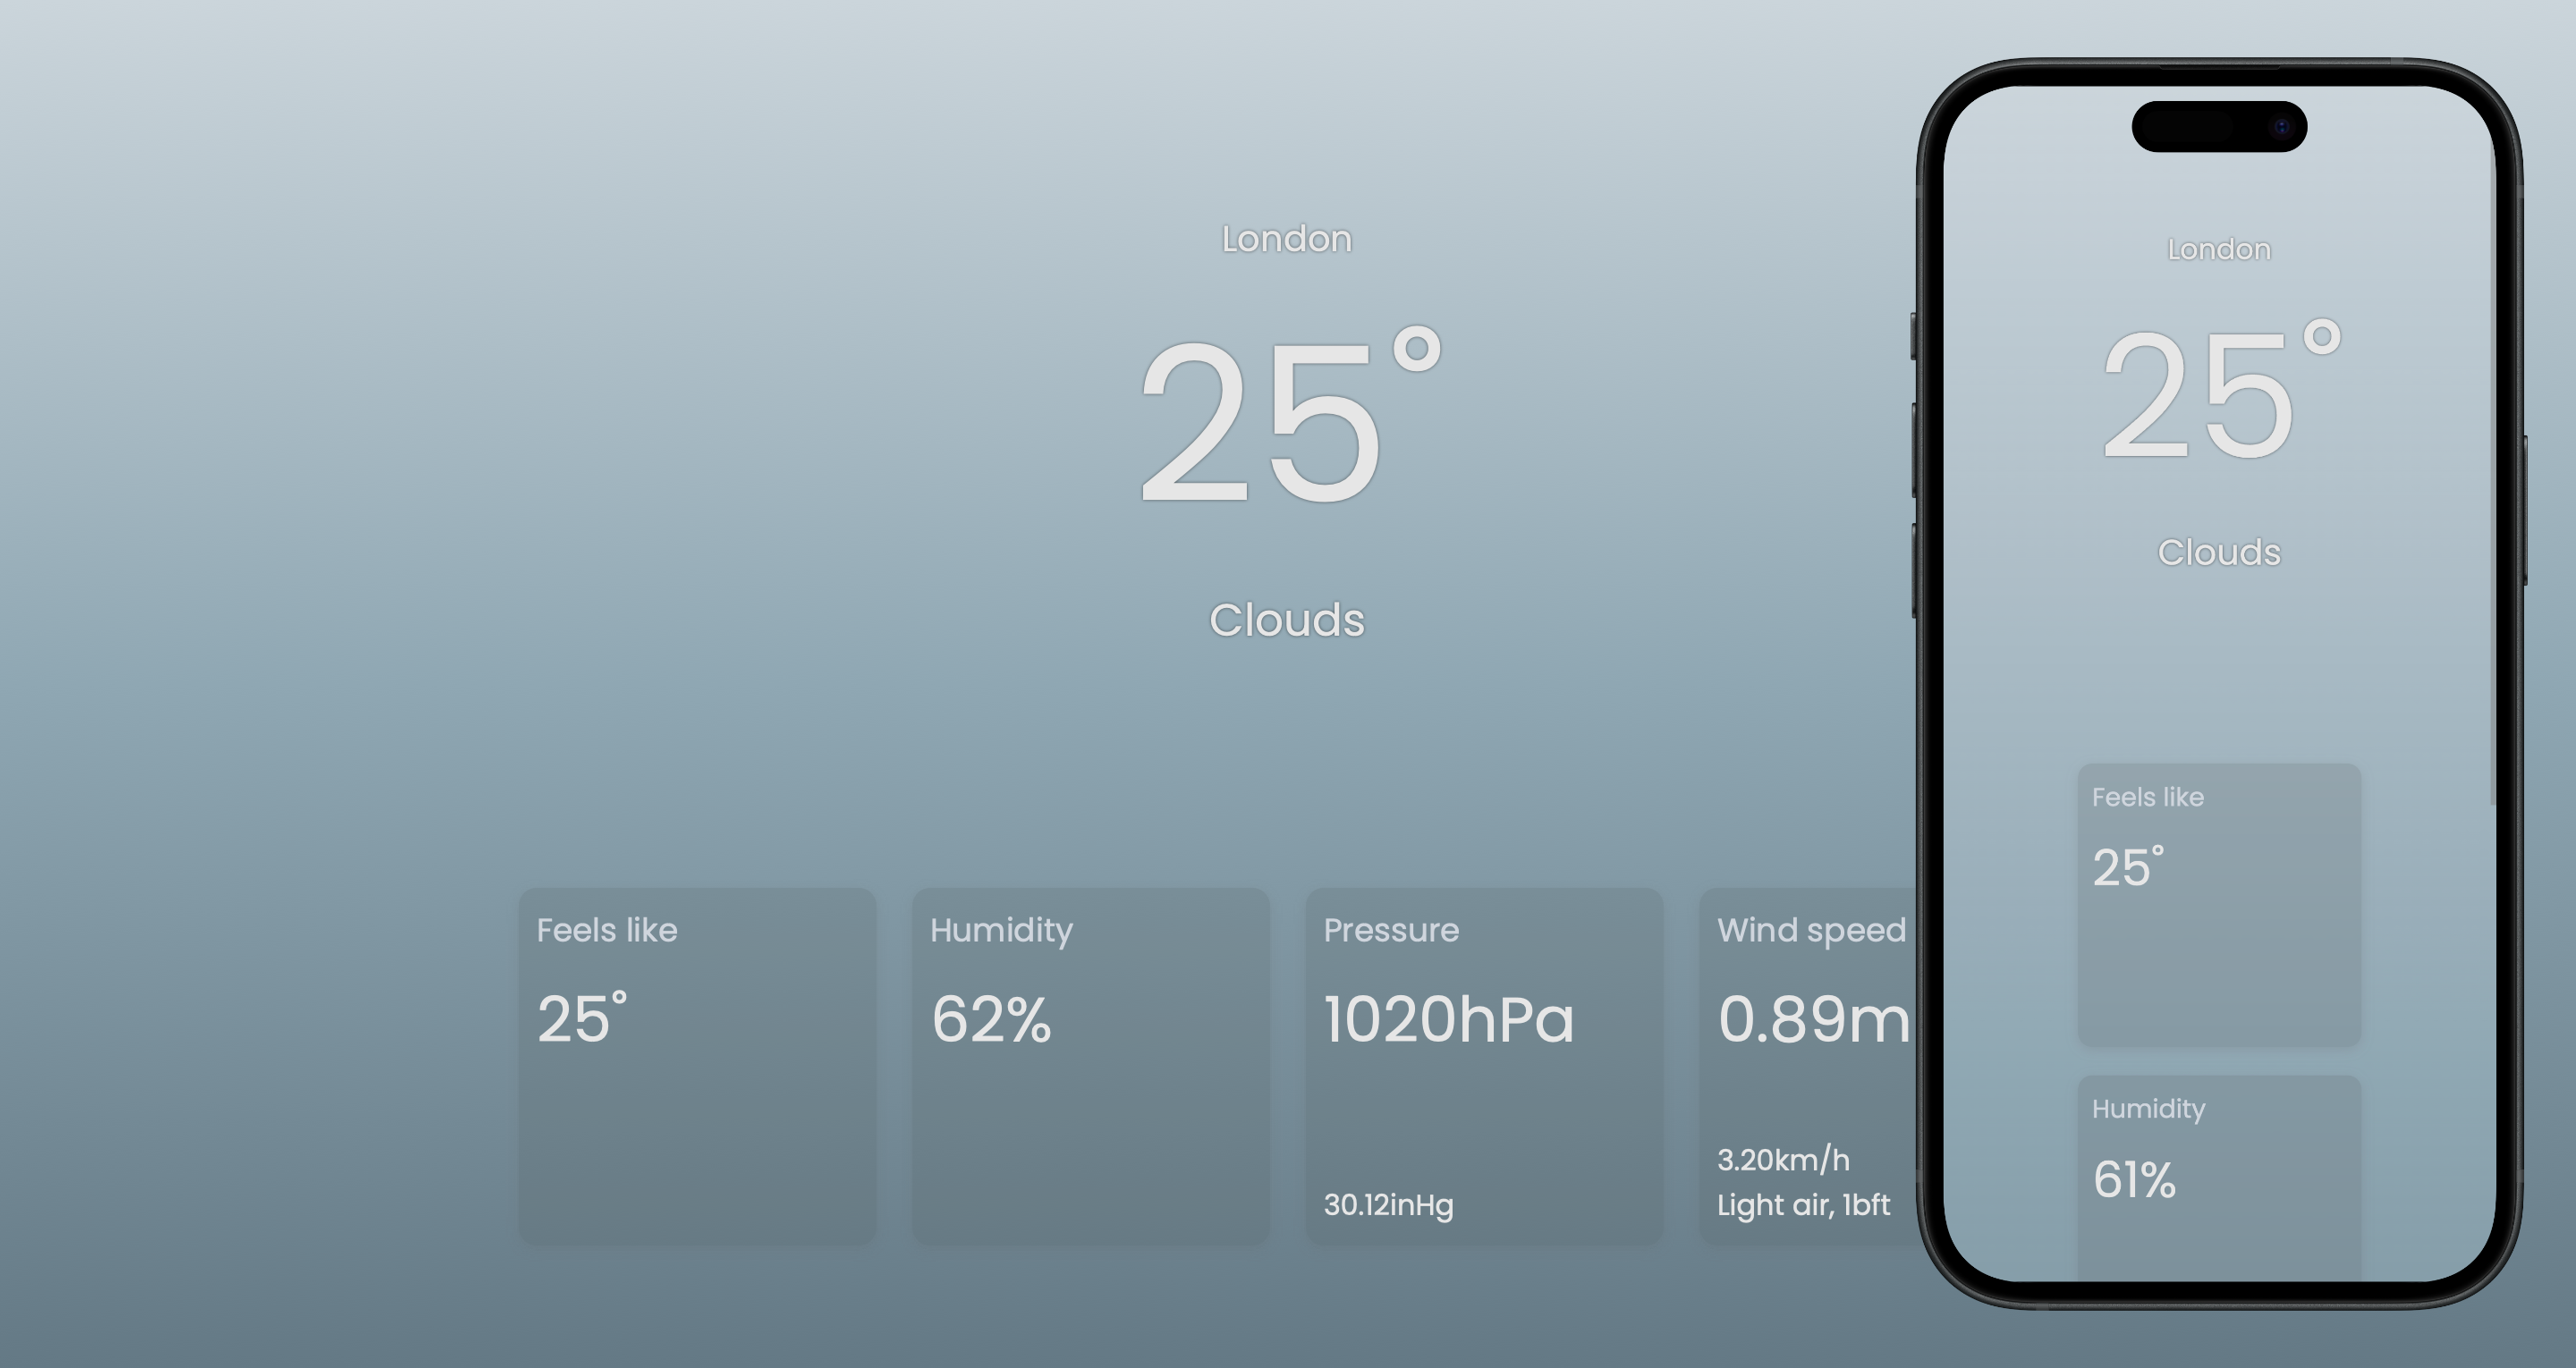 London
25°
Clouds
Feels like
25°
Humidity
62%
Pressure
1020hPa
30.12inHg
Wind speed
0.89m
3.20km/h
Light air, 1bft
London
25°
Clouds
Feels like
25°
Humidity
61%